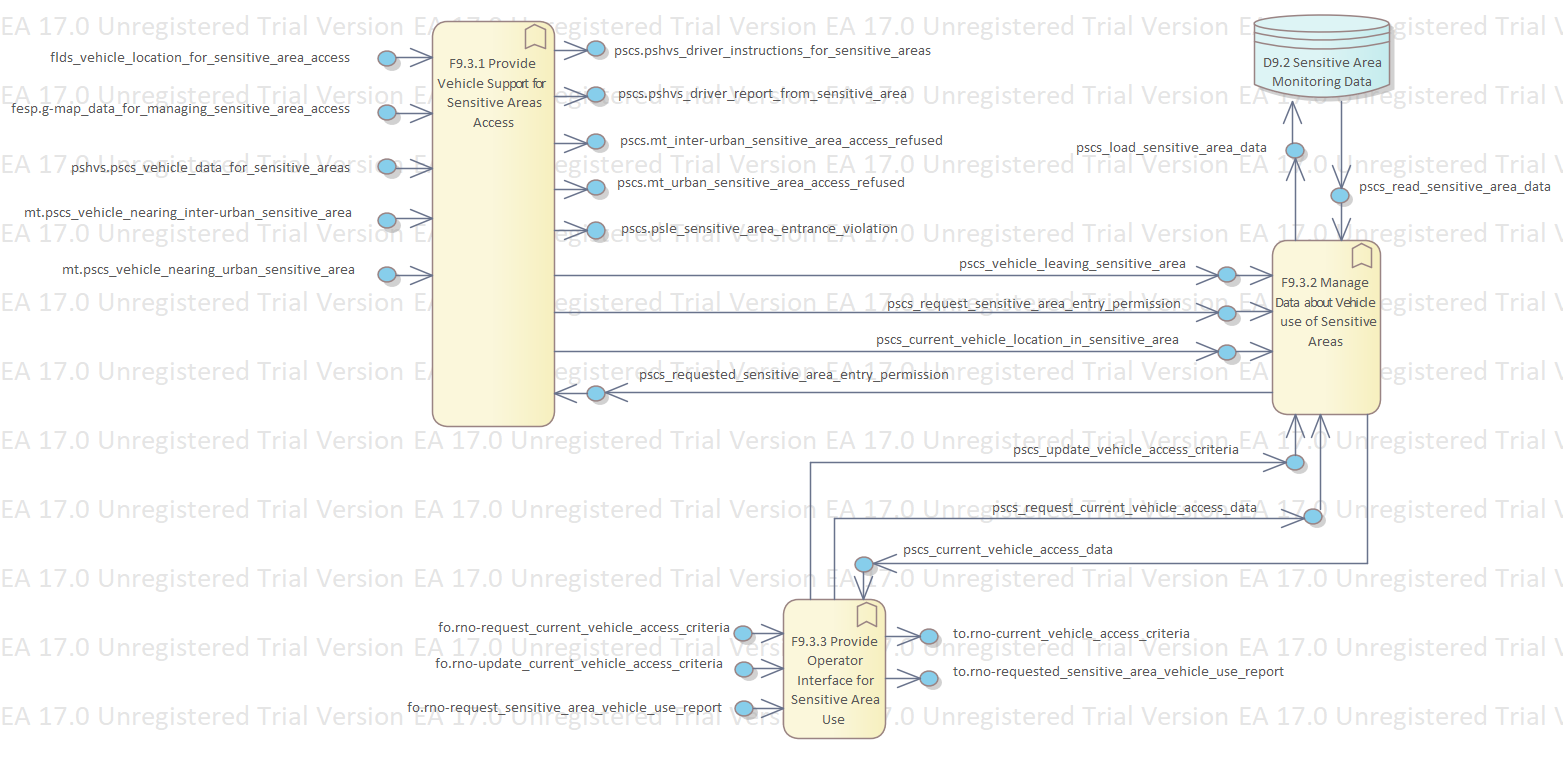 EA 17.0 Unregistered Trial Version EA 17.0 Unregistered Trial Version EA 17.0 Unregistered Trial Version EA 17.0 Unregistered Trial V
flds_vehicle_location_for_sensitive_area_access
fesp.g-map_data_for_managing_sensitive_area_access
pshvs.pscs_vehicle_data_for_sensitive_areas
mt.pscs_vehicle_nearing_inter-urban_sensitive_area
mt.pscs_vehicle_nearing_urban_sensitive_area
F9.3.1 Provide
Vehicle Support for
Sensitive Areas
Access
pscs.pshvs_driver_instructions_for_sensitive_areas
pscs.pshvs_driver_report_from_sensitive_area
pscs.mt_inter-urban_sensitive_area_access_refused
pscs.mt_urban_sensitive_area_access_refused
pscs.psle_sensitive_area_entrance_violation
D9.2 Sensitive Area
Monitoring Data
pscs_load_sensitive_area_data
pscs_read_sensitive_area_data
pscs_vehicle_leaving_sensitive_area
pscs_request_sensitive_area_entry_permission
pscs_current_vehicle_location_in_sensitive_area
pscs_requested_sensitive_area_entry_permission
F9.3.2 Manage
Data about Vehicle
use of Sensitive
Areas
pscs_update_vehicle_access_criteria
pscs_request_current_vehicle_access_data
pscs_current_vehicle_access_data
fo.rno-request_current_vehicle_access_criteria
fo.rno-update_current_vehicle_access_criteria
fo.rno-request_sensitive_area_vehicle_use_report
F9.3.3 Provide
Operator
Interface for
Sensitive Area
Use
to.rno-current_vehicle_access_criteria
to.rno-requested_sensitive_area_vehicle_use_report